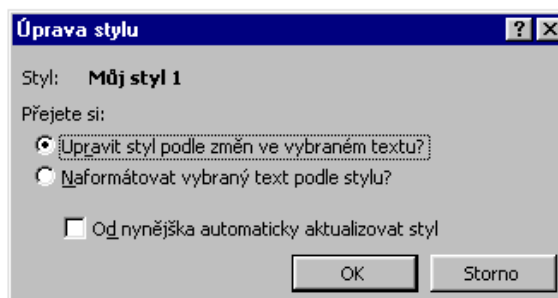 Úprava stylu
Styl: Můj styl 1
Přejete si:
Upravit styl podle změn ve vybraném textu?
Naformátovat vybraný text podle stylu?
Od nynějška automaticky aktualizovat styl
OK Storno